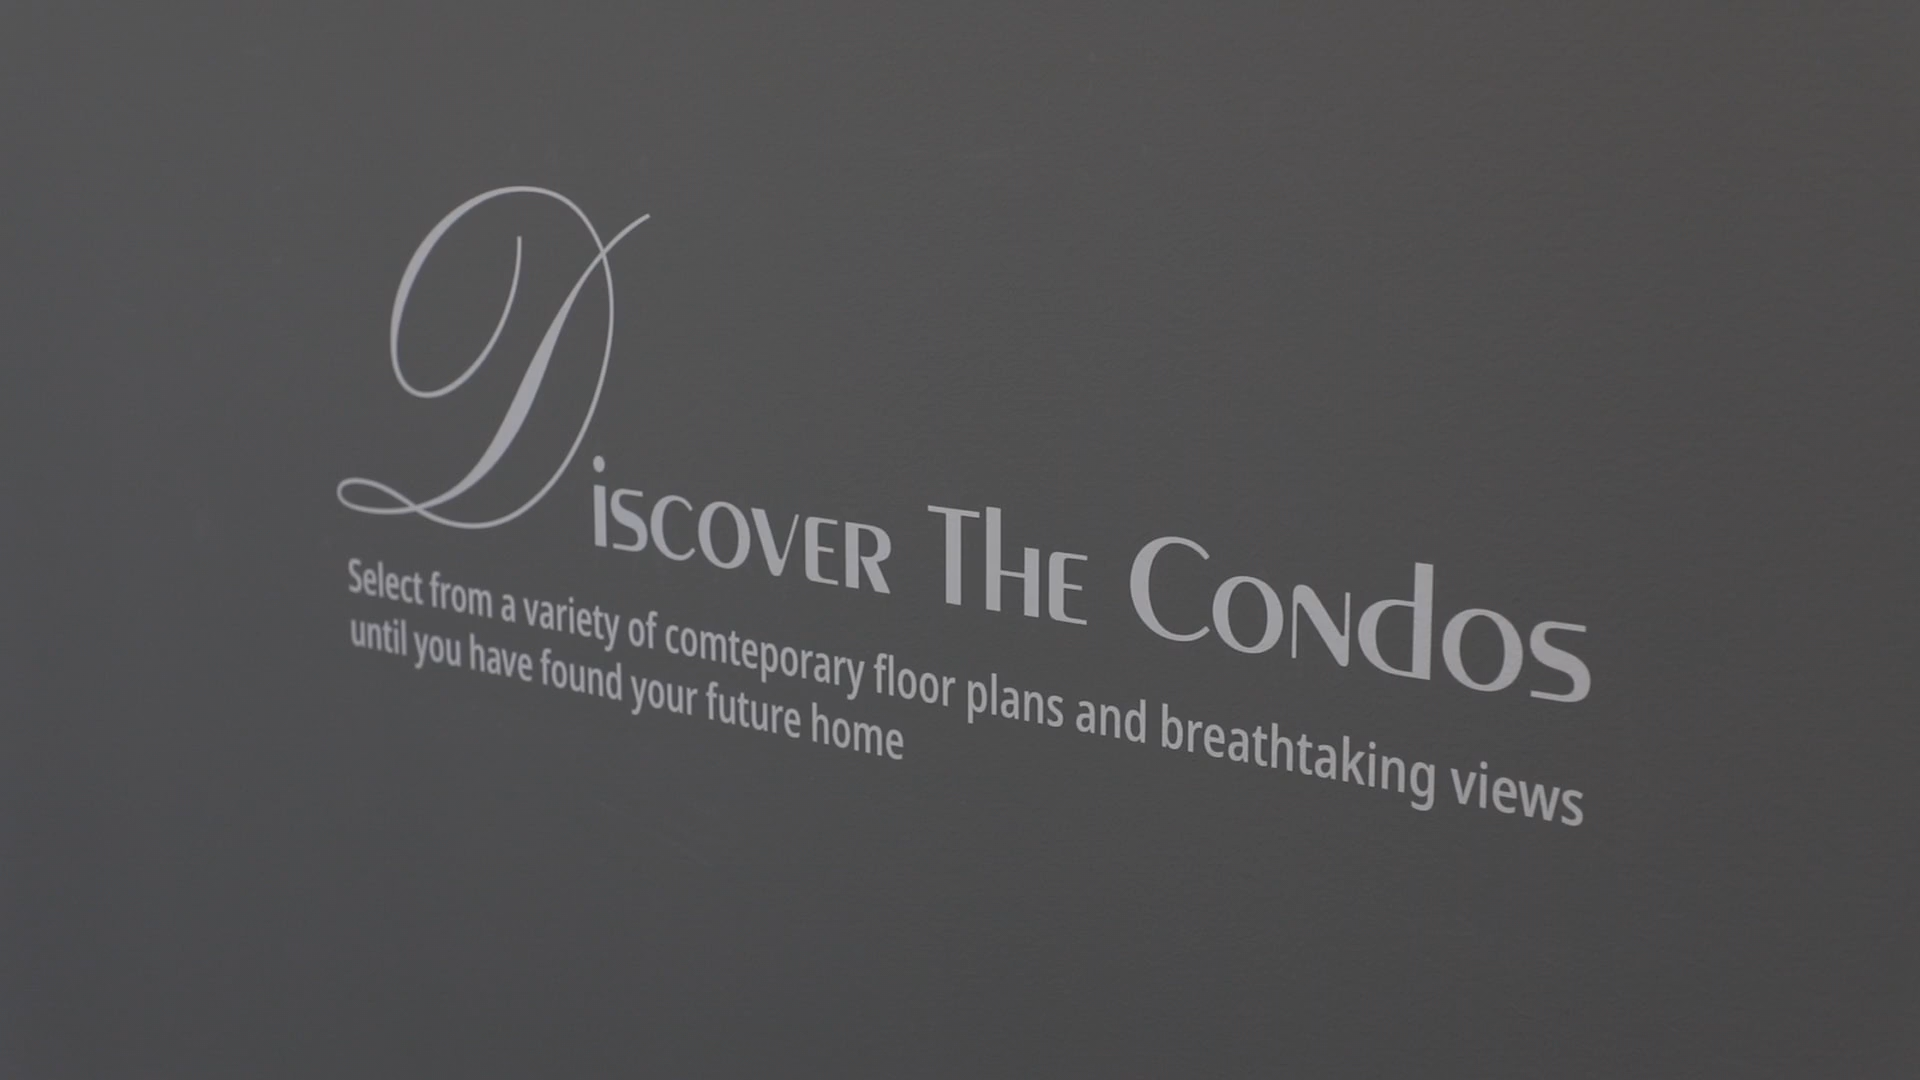 Discover The Condos
Select from a variety of comteporary floor plans and breathtaking views
until you have found your future home